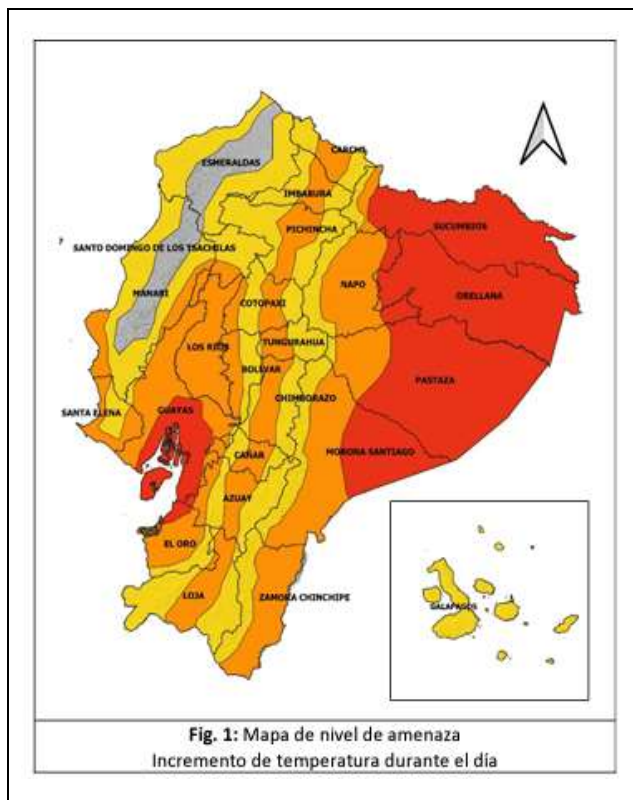 ESMERALDAS
CARCHI
IMBABURA
SUCUMBIOS
PICHINCHA
SANTO DOMINGO DE LOS TSACHILAS
NAPO
MANABI
ORELLANA
COTOPAXI
LOS RIOS
TUNGURAHUA
BOLIVAR
PASTAZA
CHIMBORAZO
SANTA ELENA
GUAYAS
MORONA SANTIAGO
CAÑAR
AZUAY
EL ORO
LOJA
ZAMORA CHINCHIPE
GALAPAGOS
Fig. 1: Mapa de nivel de amenaza
Incremento de temperatura durante el día